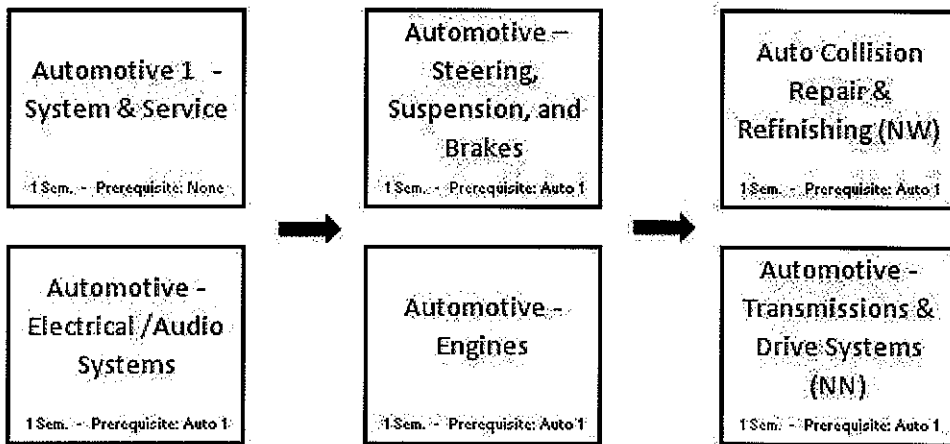 Automotive 1 -
System & Service
1 Sem. - Prerequisite: None
Automotive –
Steering,
Suspension, and
Brakes
1 Sem. - Prerequisite: Auto 1
Auto Collision
Repair &
Refinishing (NW)
1 Sem. - Prerequisite: Auto 1
Automotive -
Electrical /Audio
Systems
1 Sem. - Prerequisite: Auto 1
Automotive -
Engines
1 Sem. - Prerequisite: Auto 1
Automotive -
Transmissions &
Drive Systems
(NN)
1 Sem. - Prerequisite: Auto 1